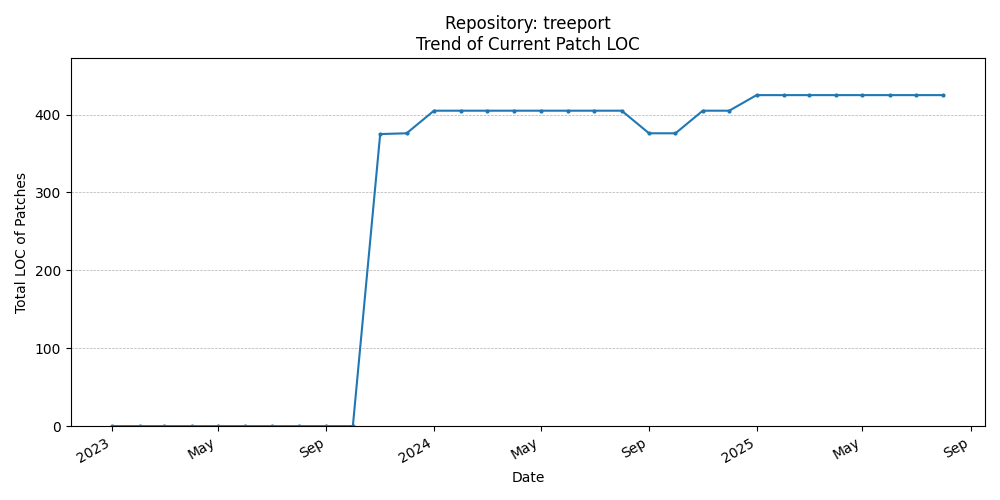 Repository: treeport
Trend of Current Patch LOC
Total LOC of Patches
400
300
200
100
0
2023
May
Sep
2024
May
Sep
2025
May
Sep
Date